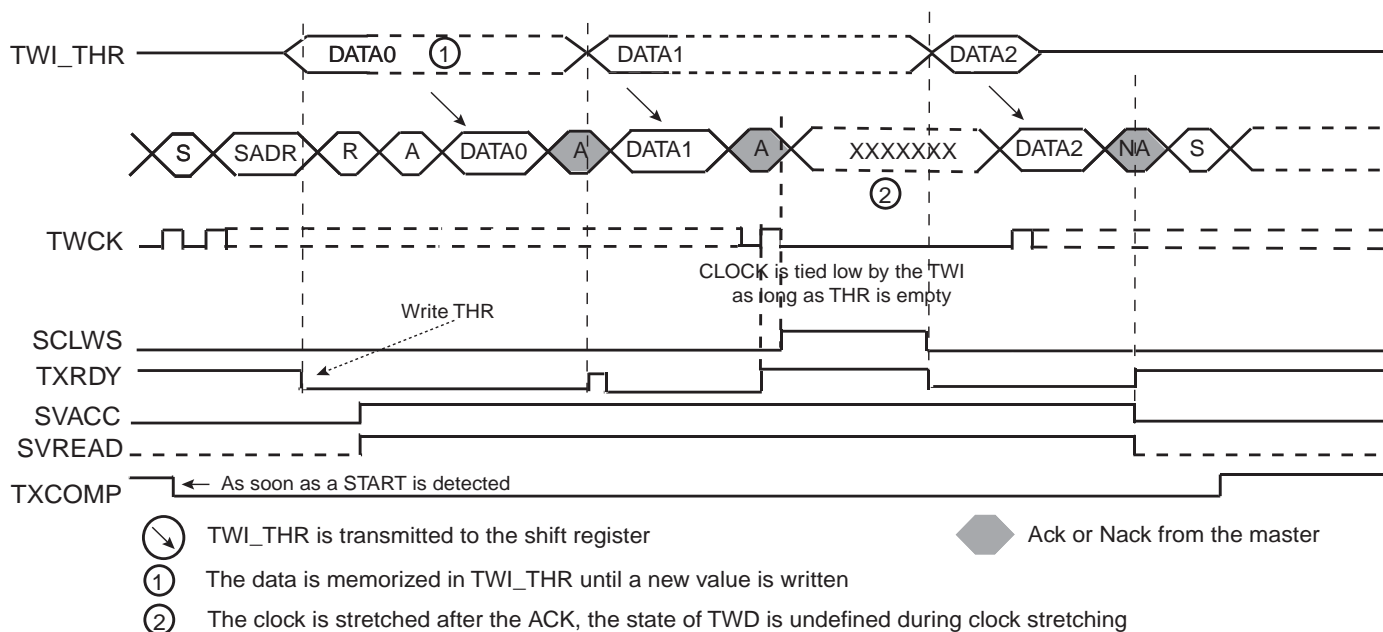 TWI_THR DATA0 1 DATA1 DATA2
S SADR R A DATA0 A DATA1 A XXXXXXX DATA2 NA S
2
TWCK
CLOCK is tied low by the TWI
as long as THR is empty
Write THR
SCLWS
TXRDY
SVACC
SVREAD
TXCOMP As soon as a START is detected
TWI_THR is transmitted to the shift register Ack or Nack from the master
1 The data is memorized in TWI_THR until a new value is written
2 The clock is stretched after the ACK, the state of TWD is undefined during clock stretching